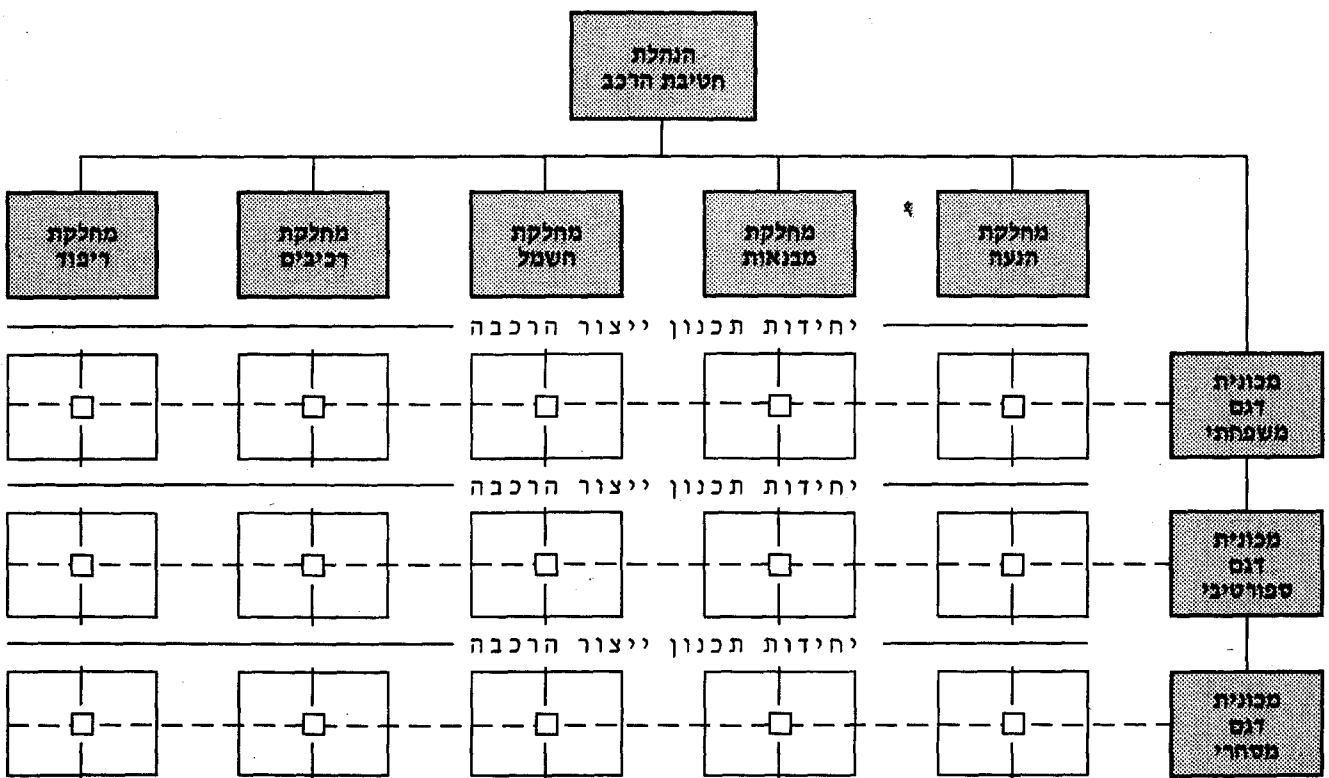 הנהלת
חטיבת הרכב
מחלקת
הנעה
מחלקת
מבנאות
מחלקת
חשמל
מחלקת
רכיבים
מחלקת
ריפוד
יחידות תכנון ייצור הרכבה
מכונית
דגם
משפחתי
יחידות תכנון ייצור הרכבה
מכונית
דגם
ספורטיבי
יחידות תכנון ייצור הרכבה
מכונית
דגם
מסחרי